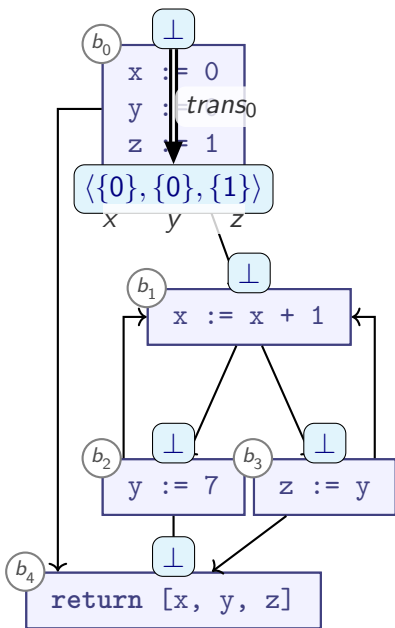 ⊥
b₀
x := 0
y :=
trans₀
z := 1
⟨{0}, {0}, {1}⟩
x y z
⊥
b₁
x := x + 1
⊥ ⊥
b₂ b₃
y := 7 z := y
⊥
b₄
return [x, y, z]